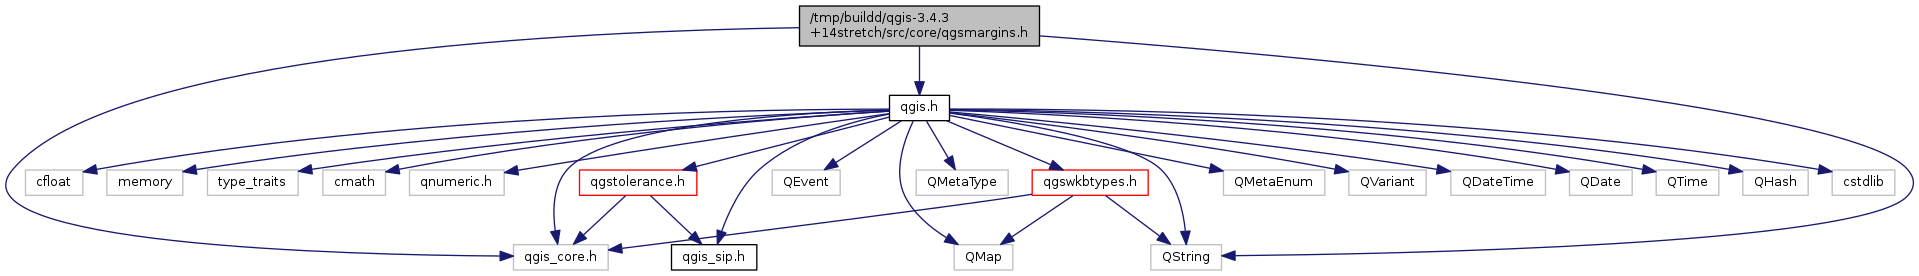 /tmp/buildd/qgis-3.4.3
+14stretch/src/core/qgsmargins.h
qgis.h
cfloat
memory
type_traits
cmath
qnumeric.h
qgstolerance.h
QEvent
QMetaType
qgswkbtypes.h
QMetaEnum
QVariant
QDateTime
QDate
QTime
QHash
cstdlib
qgis_core.h
qgis_sip.h
QMap
QString